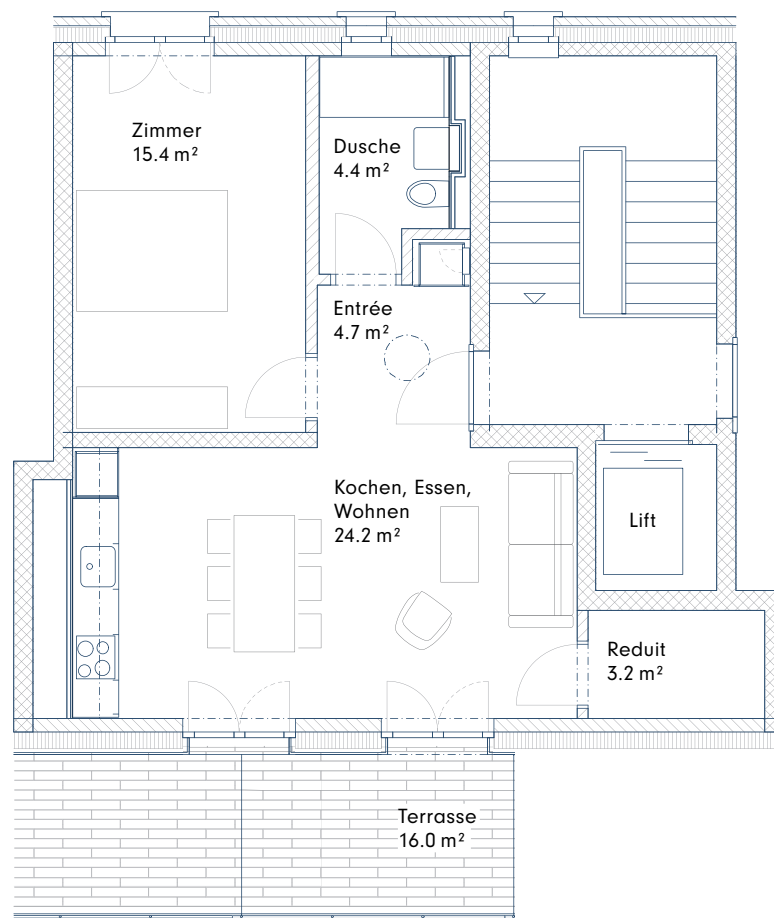 Zimmer
15.4 m²
Dusche
4.4 m²
Entrée
4.7 m²
Kochen, Essen,
Wohnen
24.2 m²
Lift
Reduit
3.2 m²
Terrasse
16.0 m²